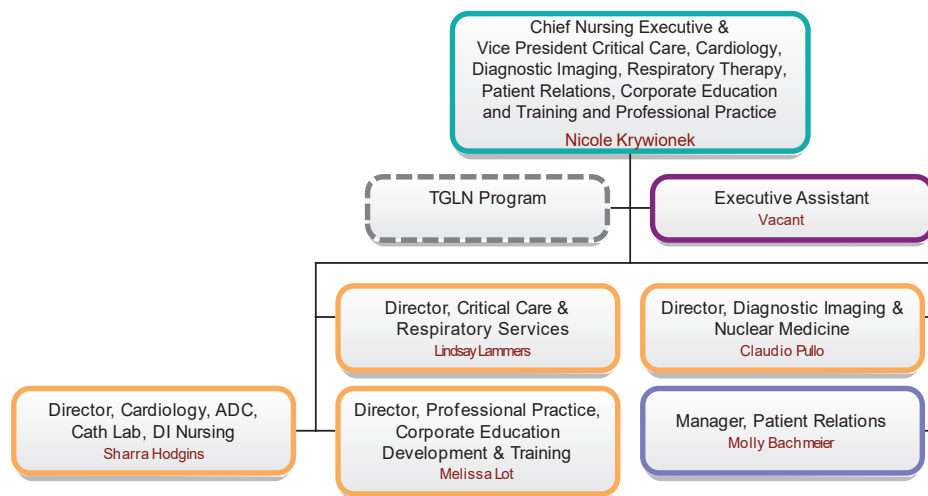 Chief Nursing Executive &
Vice President Critical Care, Cardiology,
Diagnostic Imaging, Respiratory Therapy,
Patient Relations, Corporate Education
and Training and Professional Practice
Nicole Krywionek
TGLN Program
Executive Assistant
Vacant
Director, Critical Care &
Respiratory Services
Lindsay Lammers
Director, Diagnostic Imaging &
Nuclear Medicine
Claudio Pullo
Director, Cardiology, ADC,
Cath Lab, DI Nursing
Sharra Hodgins
Director, Professional Practice,
Corporate Education
Development & Training
Melissa Lot
Manager, Patient Relations
Molly Bachmeier